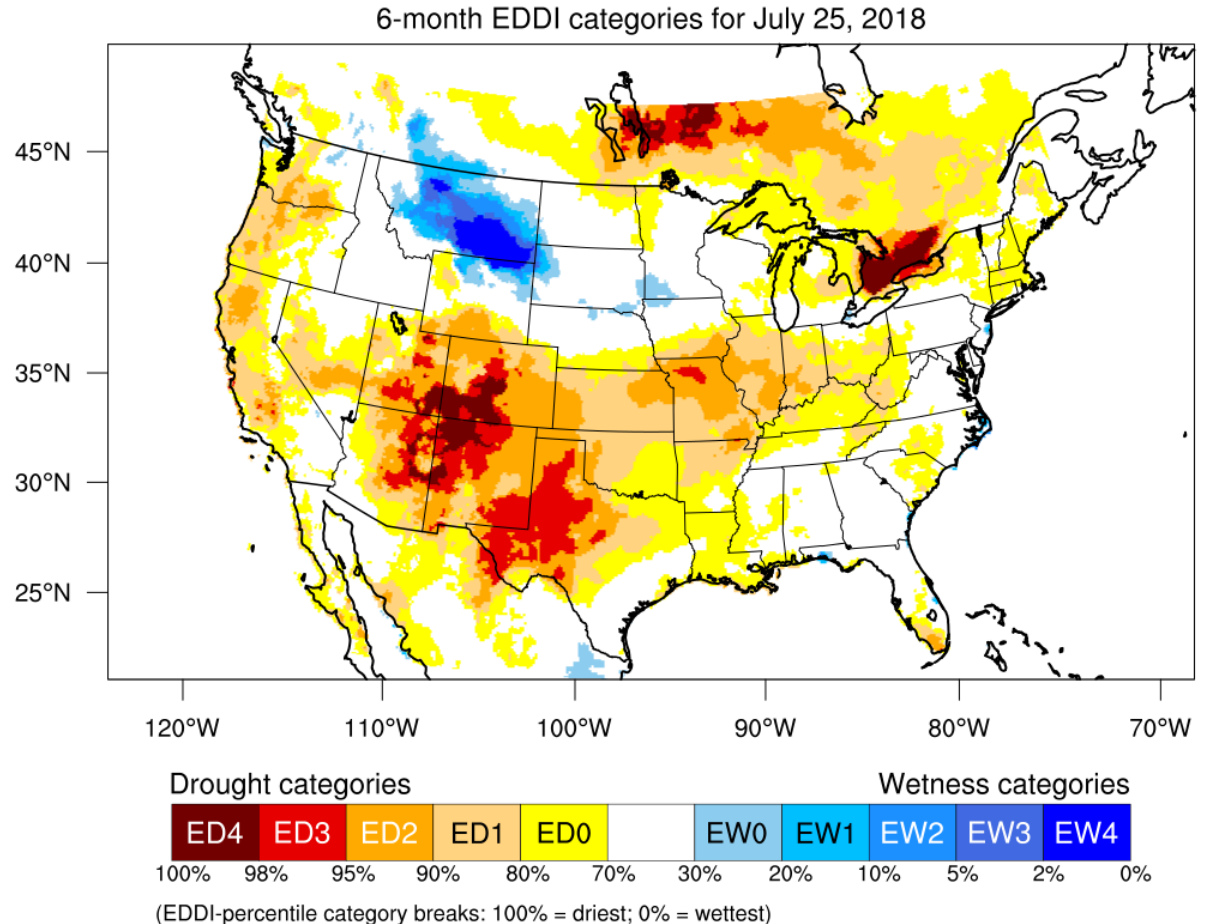 6-month EDDI categories for July 25, 2018
45°N
40°N
35°N
30°N
25°N
120°W 110°W 100°W 90°W 80°W 70°W
Drought categories Wetness categories
ED4 ED3 ED2 ED1 ED0 EW0 EW1 EW2 EW3 EW4
100% 98% 95% 90% 80% 70% 30% 20% 10% 5% 2% 0%
(EDDI-percentile category breaks: 100% = driest; 0% = wettest)